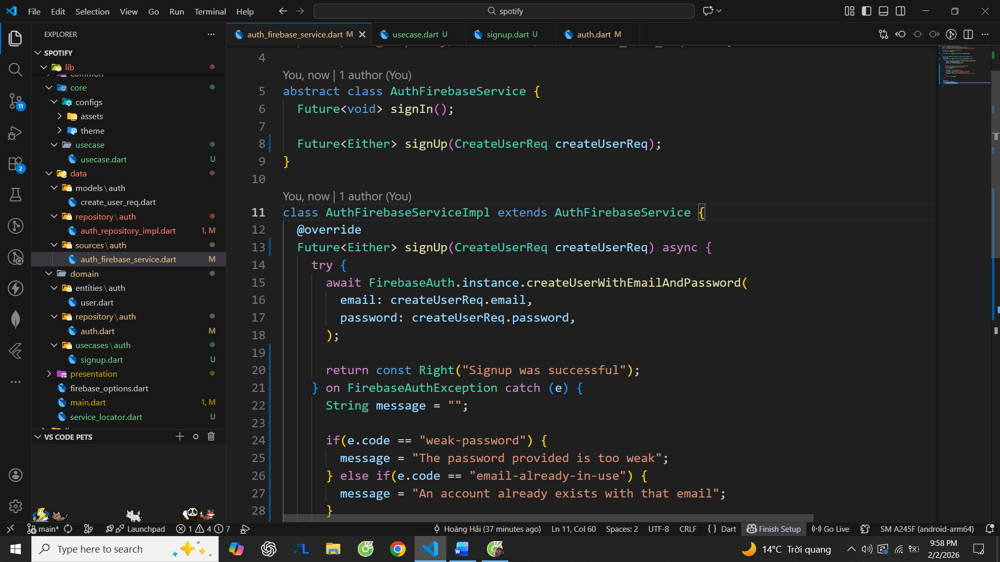 File Edit Selection View Go Run Terminal Help
spotify
EXPLORER
SPOTIFY
lib
common
core
configs
assets
theme
usecase
usecase.dart U
data
models\auth
create_user_req.dart
repository\auth
auth_repository_impl.dart 1, M
sources\auth
auth_firebase_service.dart M
domain
entities\auth
user.dart
repository\auth
auth.dart M
usecases\auth
signup.dart U
presentation
firebase_options.dart
main.dart 1, M
service_locator.dart U
VS CODE PETS
11
2
auth_firebase_service.dart M
usecase.dart U
signup.dart U
auth.dart M
4
You, now | 1 author (You)
5 abstract class AuthFirebaseService {
6 Future<void> signIn();
7
8 Future<Either> signUp(CreateUserReq createUserReq);
9 }
10
You, now | 1 author (You)
11 class AuthFirebaseServiceImpl extends AuthFirebaseService {
12 @override
13 Future<Either> signUp(CreateUserReq createUserReq) async {
14 try {
15 await FirebaseAuth.instance.createUserWithEmailAndPassword(
16 email: createUserReq.email,
17 password: createUserReq.password,
18 );
19
20 return const Right("Signup was successful");
21 } on FirebaseAuthException catch (e) {
22 String message = "";
23
24 if(e.code == "weak-password") {
25 message = "The password provided is too weak";
26 } else if(e.code == "email-already-in-use") {
27 message = "An account already exists with that email";
28 }
main* Launchpad 1 4 7 Hoàng Hải (37 minutes ago) Ln 11, Col 60 Spaces: 2 UTF-8 CRLF {} Dart Finish Setup Go Live SM A245F (android-arm64)
Type here to search
14°C Trời quang
9:58 PM
2/2/2026